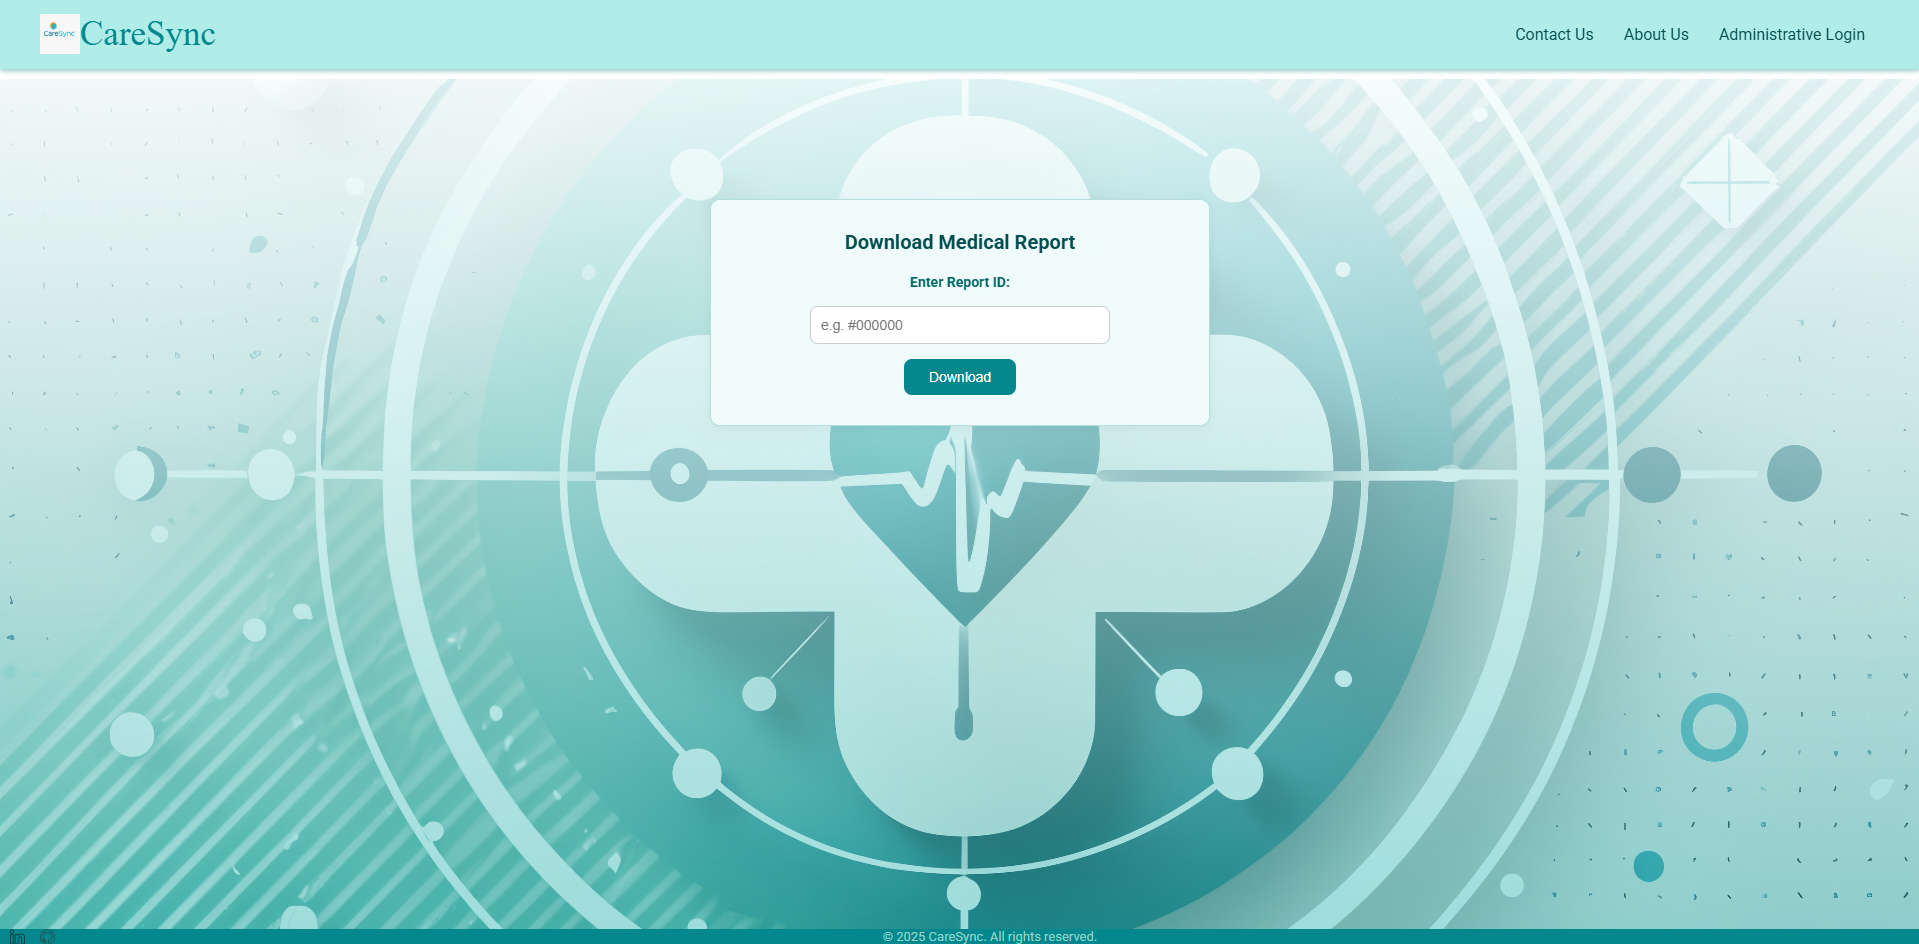 CareSync CareSync Contact Us About Us Administrative Login
Download Medical Report
Enter Report ID:
e.g. #000000
Download
in © 2025 CareSync. All rights reserved.